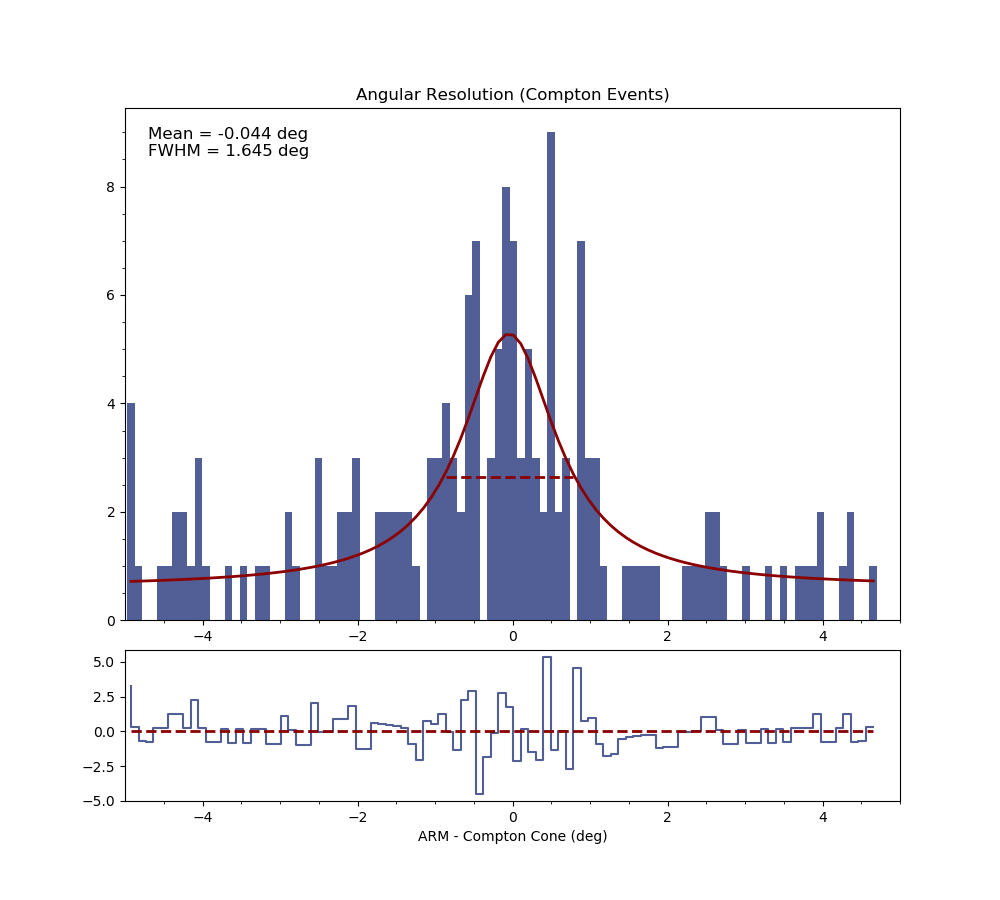 Angular Resolution (Compton Events)
Mean = -0.044 deg
FWHM = 1.645 deg
8
6
4
2
0
−4 −2 0 2 4
5.0
2.5
0.0
−2.5
−5.0
−4 −2 0 2 4
ARM - Compton Cone (deg)